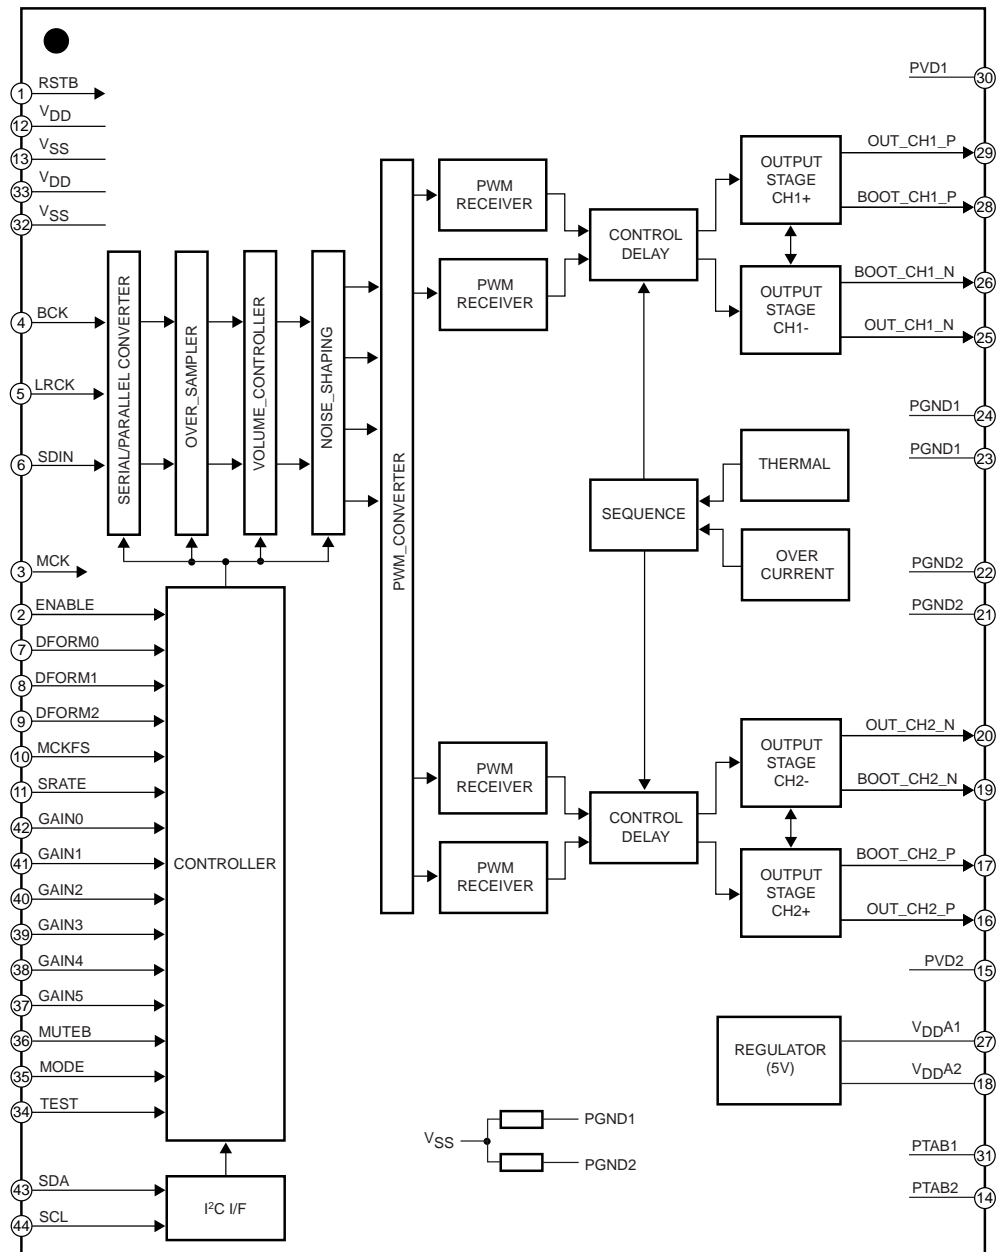 1 RSTB
12 VDD
13 VSS
33 VDD
32 VSS
4 BCK
5 LRCK
6 SDIN
3 MCK
2 ENABLE
7 DFORM0
8 DFORM1
9 DFORM2
10 MCKFS
11 SRATE
42 GAIN0
41 GAIN1
40 GAIN2
39 GAIN3
38 GAIN4
37 GAIN5
36 MUTEB
35 MODE
34 TEST
43 SDA
44 SCL
SERIAL/PARALLEL CONVERTER
OVER_SAMPLER
VOLUME_CONTROLLER
NOISE_SHAPING
CONTROLLER
I²C I/F
PWM_CONVERTER
PWM
RECEIVER
PWM
RECEIVER
PWM
RECEIVER
PWM
RECEIVER
CONTROL
DELAY
SEQUENCE
CONTROL
DELAY
OUTPUT
STAGE
CH1+
OUTPUT
STAGE
CH1-
THERMAL
OVER
CURRENT
OUTPUT
STAGE
CH2-
OUTPUT
STAGE
CH2+
REGULATOR
(5V)
VSS
PGND1
PGND2
PVD1 30
OUT_CH1_P 29
BOOT_CH1_P 28
BOOT_CH1_N 26
OUT_CH1_N 25
PGND1 24
PGND1 23
PGND2 22
PGND2 21
OUT_CH2_N 20
BOOT_CH2_N 19
BOOT_CH2_P 17
OUT_CH2_P 16
PVD2 15
VDDA1 27
VDDA2 18
PTAB1 31
PTAB2 14